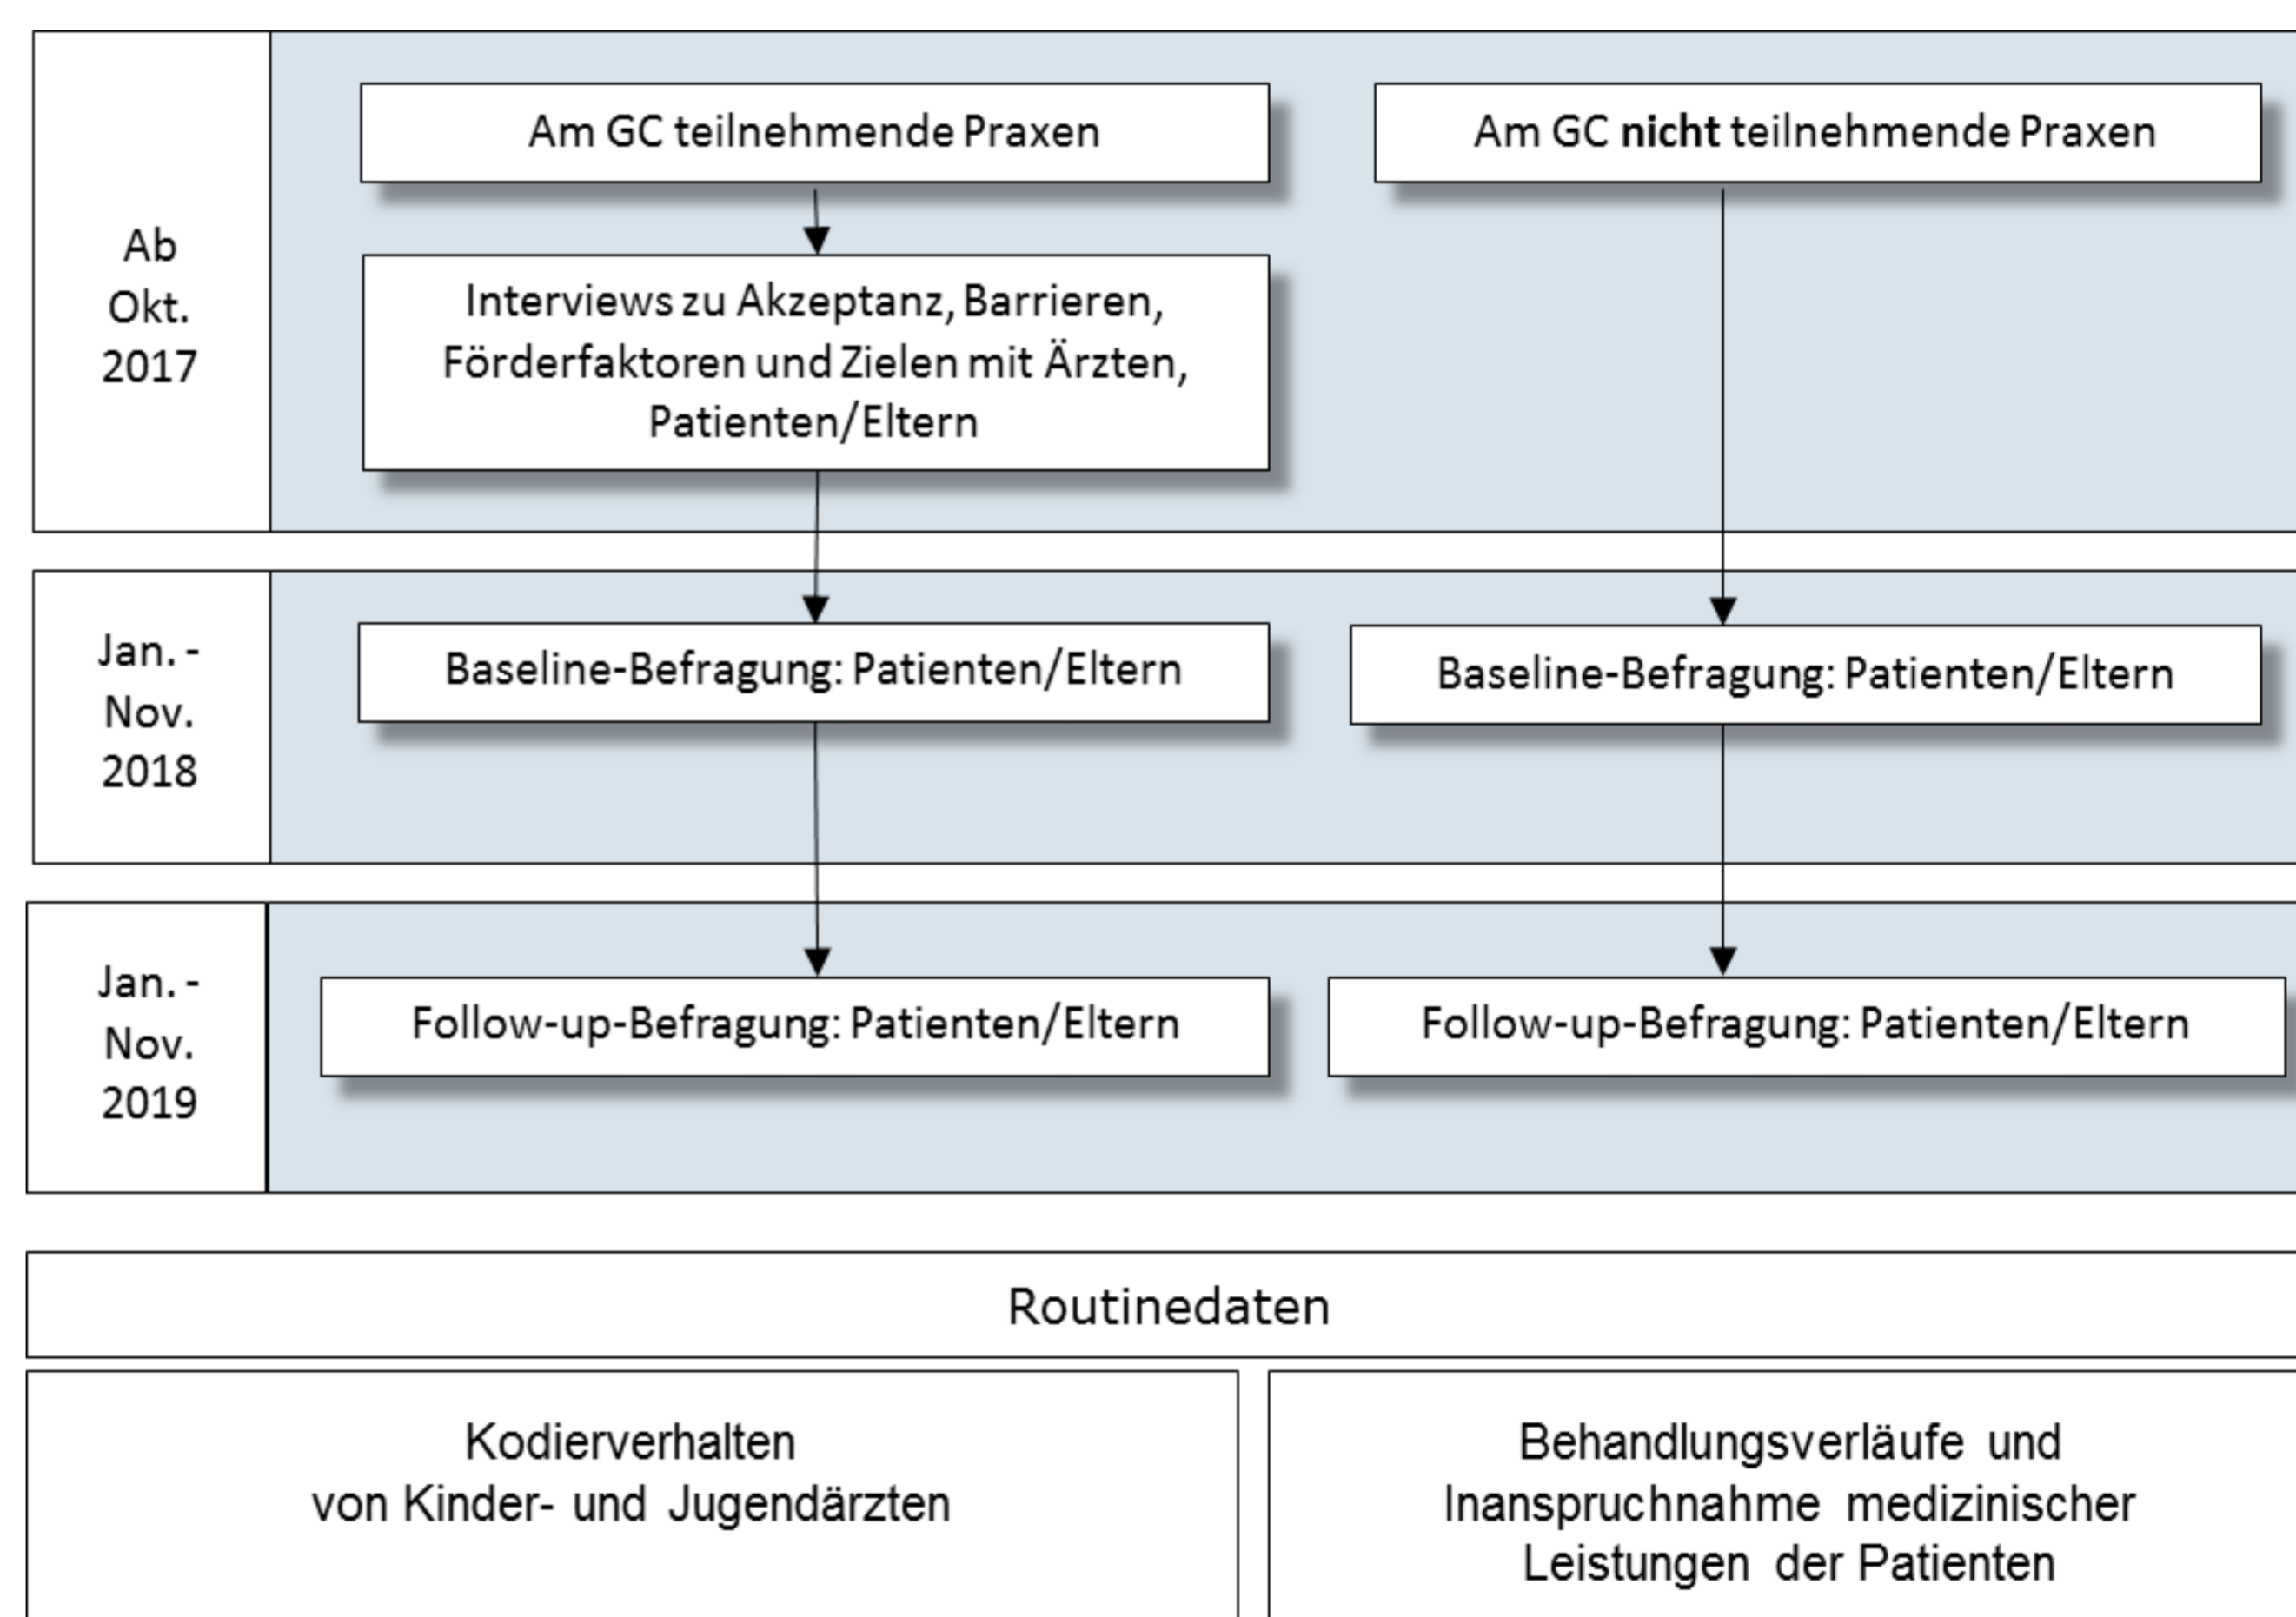 Ab
Okt.
2017
Am GC teilnehmende Praxen
Am GC nicht teilnehmende Praxen
Interviews zu Akzeptanz, Barrieren,
Förderfaktoren und Zielen mit Ärzten,
Patienten/Eltern
Jan. -
Nov.
2018
Baseline-Befragung: Patienten/Eltern
Baseline-Befragung: Patienten/Eltern
Jan. -
Nov.
2019
Follow-up-Befragung: Patienten/Eltern
Follow-up-Befragung: Patienten/Eltern
Routinedaten
Kodierverhalten
von Kinder- und Jugendärzten
Behandlungsverläufe und
Inanspruchnahme medizinischer
Leistungen der Patienten